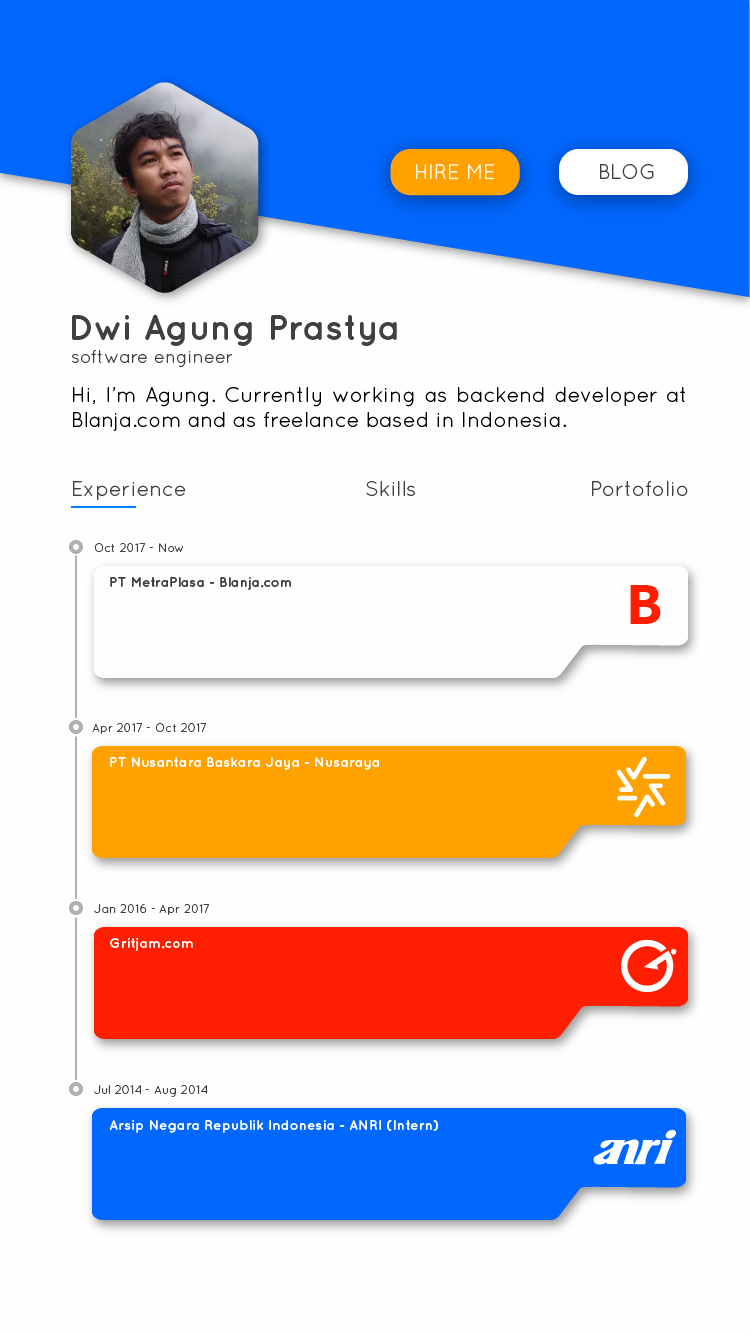 HIRE ME
BLOG
Dwi Agung Prastya
software engineer
Hi, I'm Agung. Currently working as backend developer at
Blanja.com and as freelance based in Indonesia.
Experience
Skills
Portofolio
Oct 2017 - Now
PT MetraPlasa - Blanja.com
B
Apr 2017 - Oct 2017
PT Nusantara Baskara Jaya - Nusaraya
Jan 2016 - Apr 2017
Gritjam.com
Jul 2014 - Aug 2014
Arsip Negara Republik Indonesia - ANRI (Intern)
anri